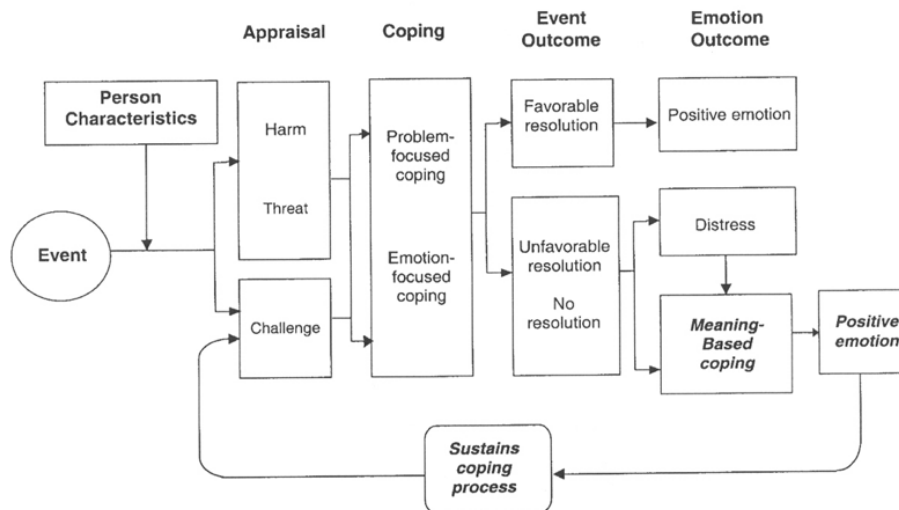 Appraisal
Coping
Event
Outcome
Emotion
Outcome
Person
Characteristics
Harm
Threat
Problem-
focused
coping
Emotion-
focused
coping
Favorable
resolution
Positive emotion
Event
Challenge
Unfavorable
resolution
No
resolution
Distress
Meaning-
Based
coping
Positive
emotion
Sustains
coping
process